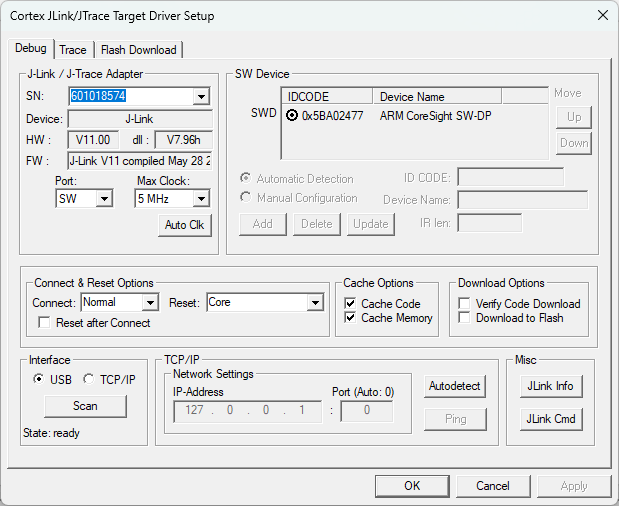 Cortex JLink/JTrace Target Driver Setup
Debug Trace Flash Download
J-Link / J-Trace Adapter
SN: 601018574
Device: J-Link
HW : V11.00 dll : V7.96h
FW : J-Link V11 compiled May 28 2
Port: Max Clock:
SW 5 MHz
Auto Clk
SW Device
IDCODE Device Name Move
SWD 0x5BA02477 ARM CoreSight SW-DP Up
Down
Automatic Detection ID CODE:
Manual Configuration Device Name:
Add Delete Update IR len:
Connect & Reset Options
Connect: Normal Reset: Core
Reset after Connect
Cache Options
Cache Code
Cache Memory
Download Options
Verify Code Download
Download to Flash
Interface
USB TCP/IP
Scan
State: ready
TCP/IP
Network Settings
IP-Address Port (Auto: 0)
127 . 0 . 0 . 1 : 0
Autodetect
Ping
Misc
JLink Info
JLink Cmd
OK Cancel Apply